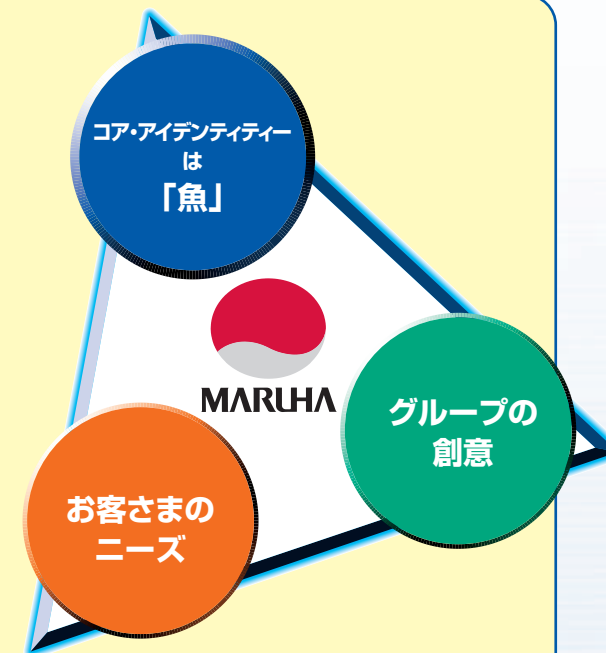 コア・アイデンティティー
は
「魚」
MARUHA
グループの
創意
お客さまの
ニーズ